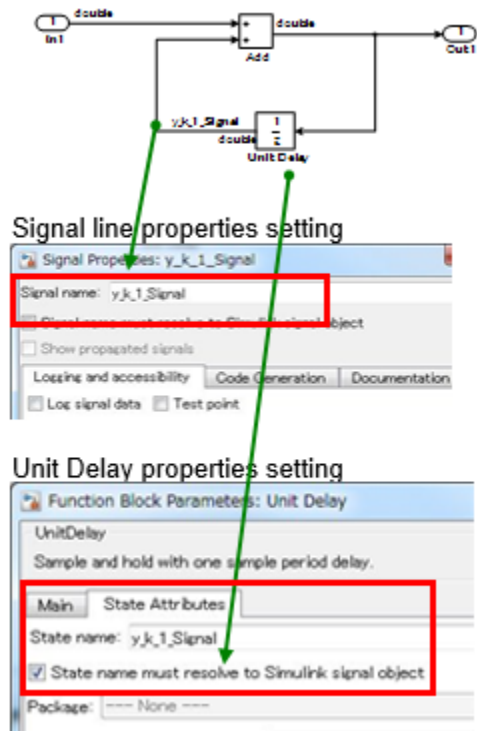 double
1
In1
+
+
Add
double
1
Out1
y_k_1_Signal
double
1
z
Unit Delay
Signal line properties setting
Signal Properties: y_k_1_Signal
Signal name: y_k_1_Signal
Signal name must resolve to Simulink signal object
Show propagated signals
Logging and accessibility Code Generation Documentation
Log signal data Test point
Unit Delay properties setting
Function Block Parameters: Unit Delay
UnitDelay
Sample and hold with one sample period delay.
Main State Attributes
State name: y_k_1_Signal
State name must resolve to Simulink signal object
Package: --- None ---